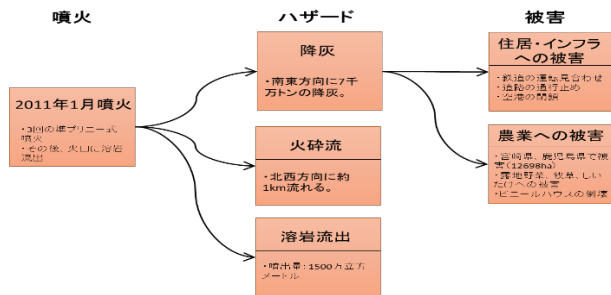 噴火
ハザード
被害
2011年1月噴火
・3回の準プリニー式
噴火
・その後、火口に溶岩
流出
降灰
・南東方向に7千
万トンの降灰。
火砕流
・北西方向に約
1km流れる。
溶岩流出
・噴出量：1500万立方
メートル
住居・インフラ
への被害
・鉄道の運転見合わせ
・道路の通行止め
・空港の閉鎖
農業への被害
・宮崎県、鹿児島県で被
害（12698ha）
・露地野菜、牧草、しい
たけへの被害
・ビニールハウスの倒壊